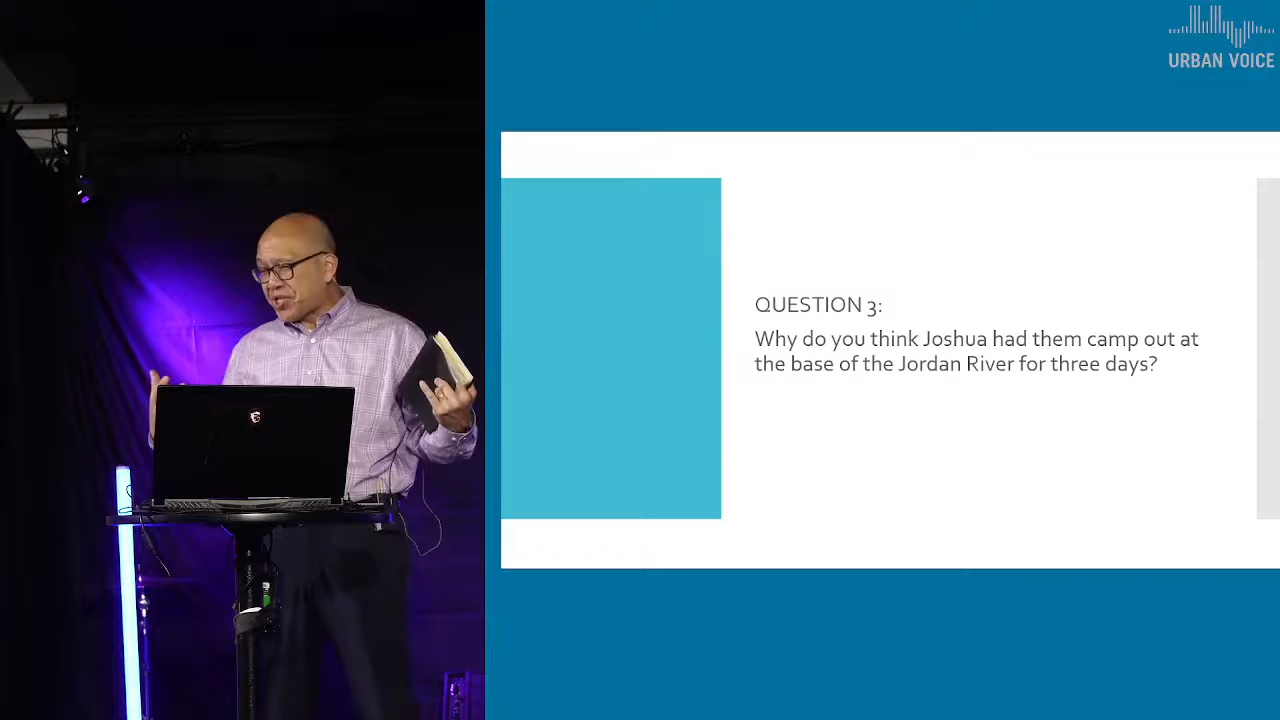 URBAN VOICE
QUESTION 3:
Why do you think Joshua had them camp out at
the base of the Jordan River for three days?